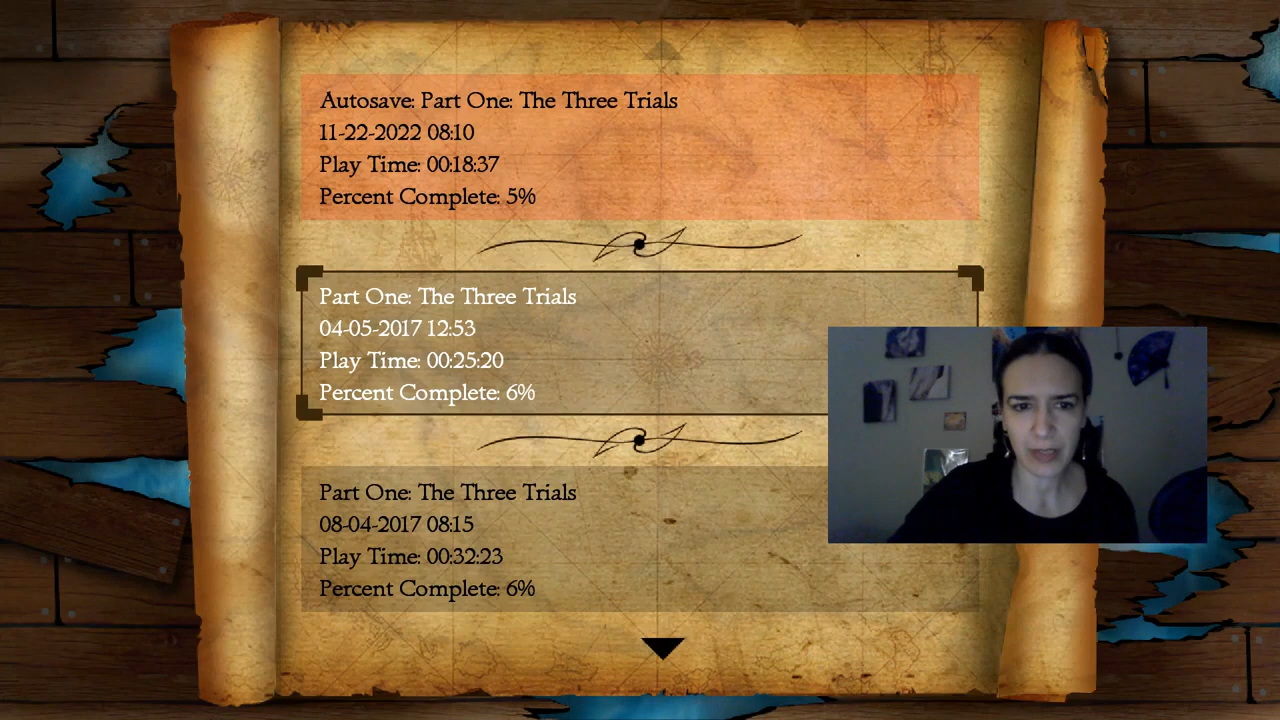 Autosave: Part One: The Three Trials
11-22-2022 08:10
Play Time: 00:18:37
Percent Complete: 5%
Part One: The Three Trials
04-05-2017 12:53
Play Time: 00:25:20
Percent Complete: 6%
Part One: The Three Trials
08-04-2017 08:15
Play Time: 00:32:23
Percent Complete: 6%